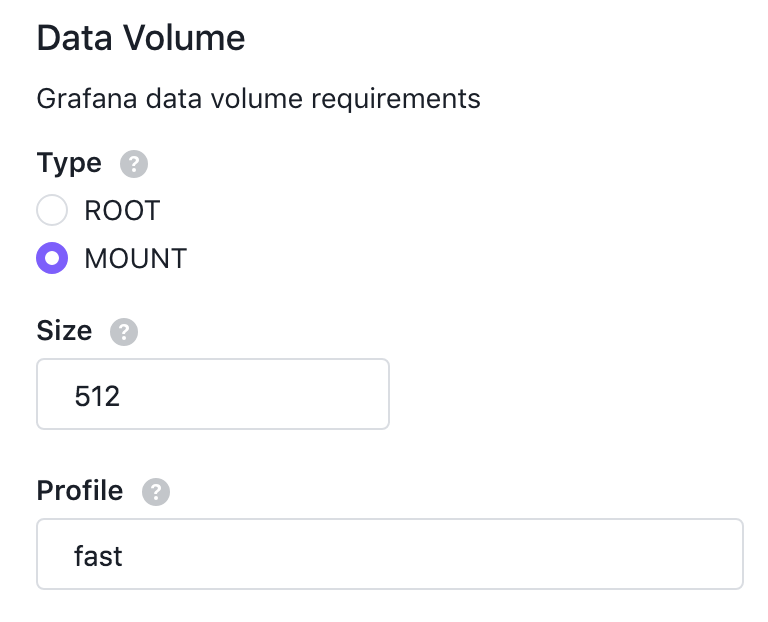 Data Volume
Grafana data volume requirements
Type ?
ROOT
MOUNT
Size ?
512
Profile ?
fast